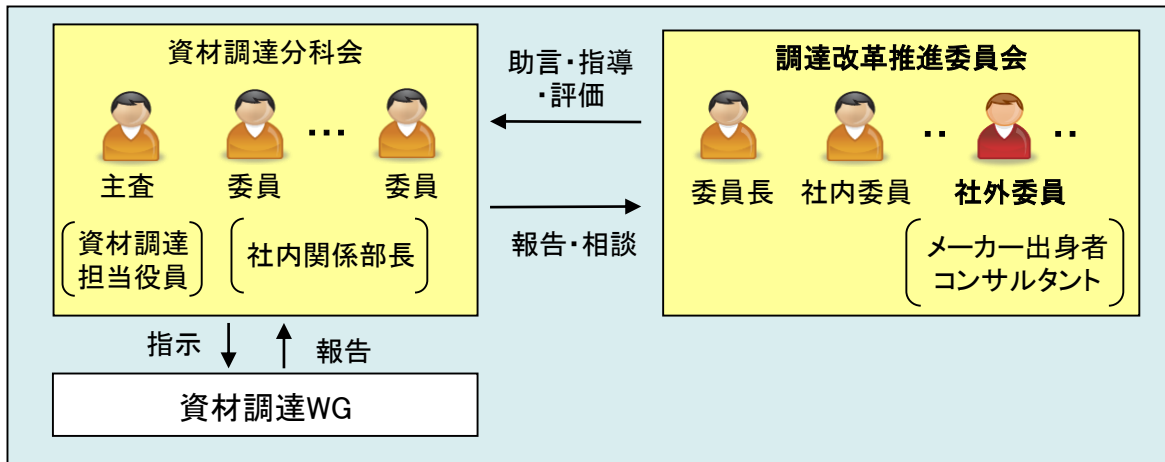 資材調達分科会
･･･
主査
委員
委員
資材調達
担当役員
社内関係部長
助言・指導
・評価
報告・相談
調達改革推進委員会
‥
‥
委員長
社内委員
社外委員
メーカー出身者
コンサルタント
指示
報告
資材調達WG